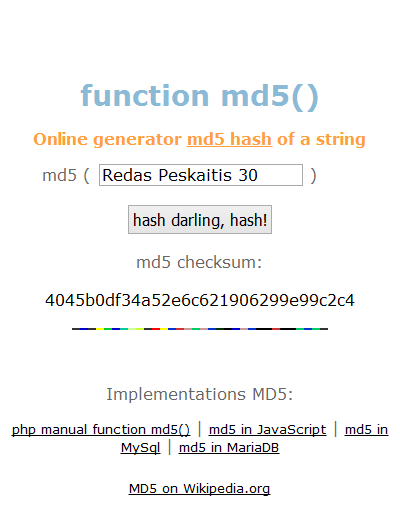 function md5()
Online generator md5 hash of a string
md5 ( Redas Peskaitis 30 )
hash darling, hash!
md5 checksum:
4045b0df34a52e6c621906299e99c2c4
Implementations MD5:
php manual function md5() | md5 in JavaScript | md5 in
MySql | md5 in MariaDB
MD5 on Wikipedia.org